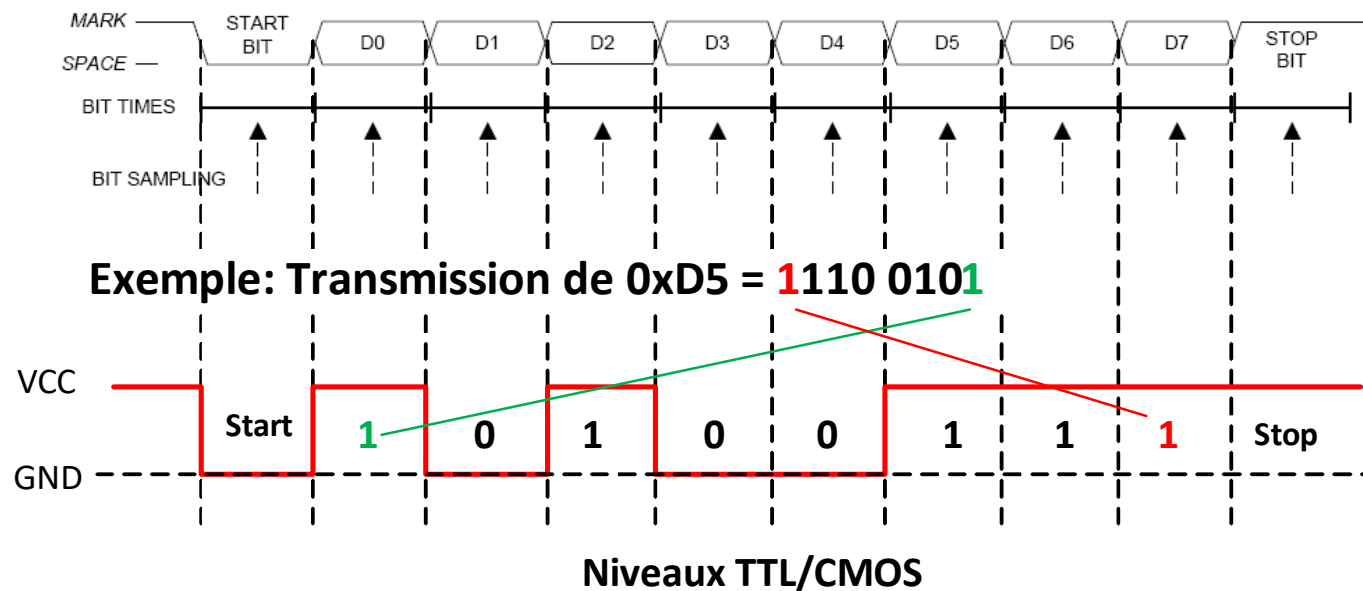 MARK
START BIT
D0
D1
D2
D3
D4
D5
D6
D7
STOP BIT
SPACE
BIT TIMES
BIT SAMPLING
Exemple: Transmission de 0xD5 = 1110 0101
VCC
Start
1
0
1
0
0
1
1
1
Stop
GND
Niveaux TTL/CMOS